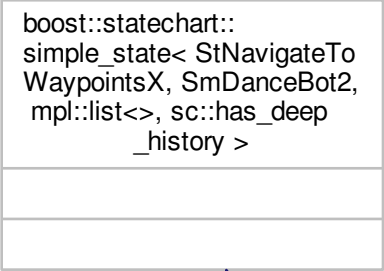 boost::statechart::
simple_state< StNavigateTo
WaypointsX, SmDanceBot2,
mpl::list<>, sc::has_deep
_history >